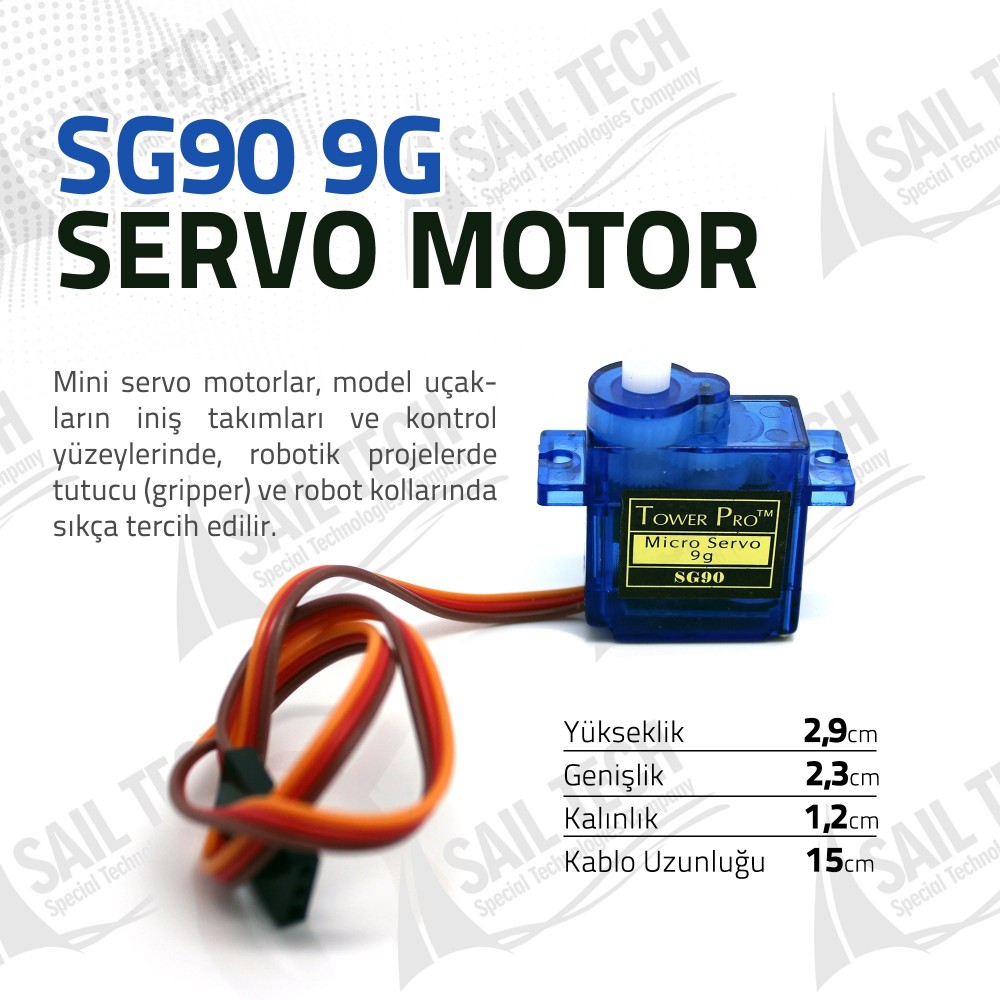 SG90 9G
SERVO MOTOR
Mini servo motorlar, model uçak-
ların iniş takımları ve kontrol
yüzeylerinde, robotik projelerde
tutucu (gripper) ve robot kollarında
sıkça tercih edilir.
TOWER PRO™
Micro Servo
9g
SG90
Yükseklik 2,9cm
Genişlik 2,3cm
Kalınlık 1,2cm
Kablo Uzunluğu 15cm
SAIL TECH
Special Technologies Company